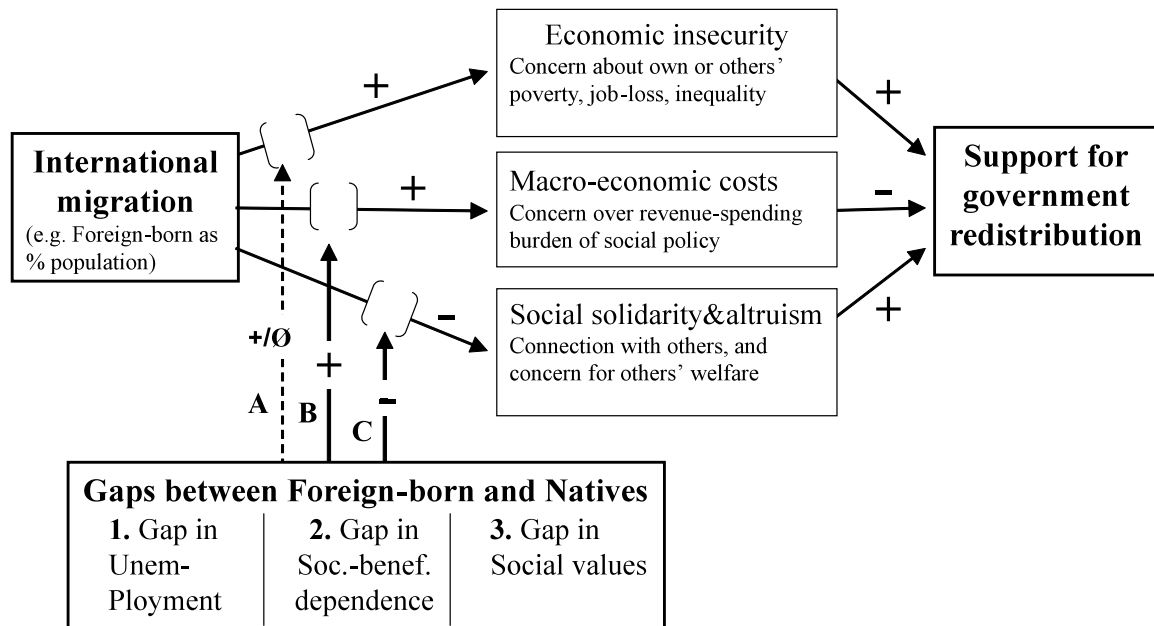 Economic insecurity
Concern about own or others’
poverty, job-loss, inequality
+
+
International
migration
(e.g. Foreign-born as
% population)
Macro-economic costs
Concern over revenue-spending
burden of social policy
+
-
Support for
government
redistribution
Social solidarity&altruism
Connection with others, and
concern for others’ welfare
-
+
+/Ø
A
+
B
-
C
Gaps between Foreign-born and Natives
1. Gap in
Unem-
Ployment
2. Gap in
Soc.-benef.
dependence
3. Gap in
Social values